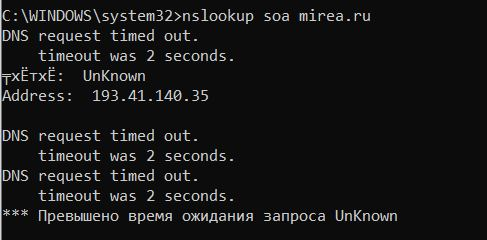 C:\WINDOWS\system32>nslookup soa mirea.ru
DNS request timed out.
    timeout was 2 seconds.
╤хЁтхЁ:  UnKnown
Address:  193.41.140.35

DNS request timed out.
    timeout was 2 seconds.
DNS request timed out.
    timeout was 2 seconds.
*** Превышено время ожидания запроса UnKnown